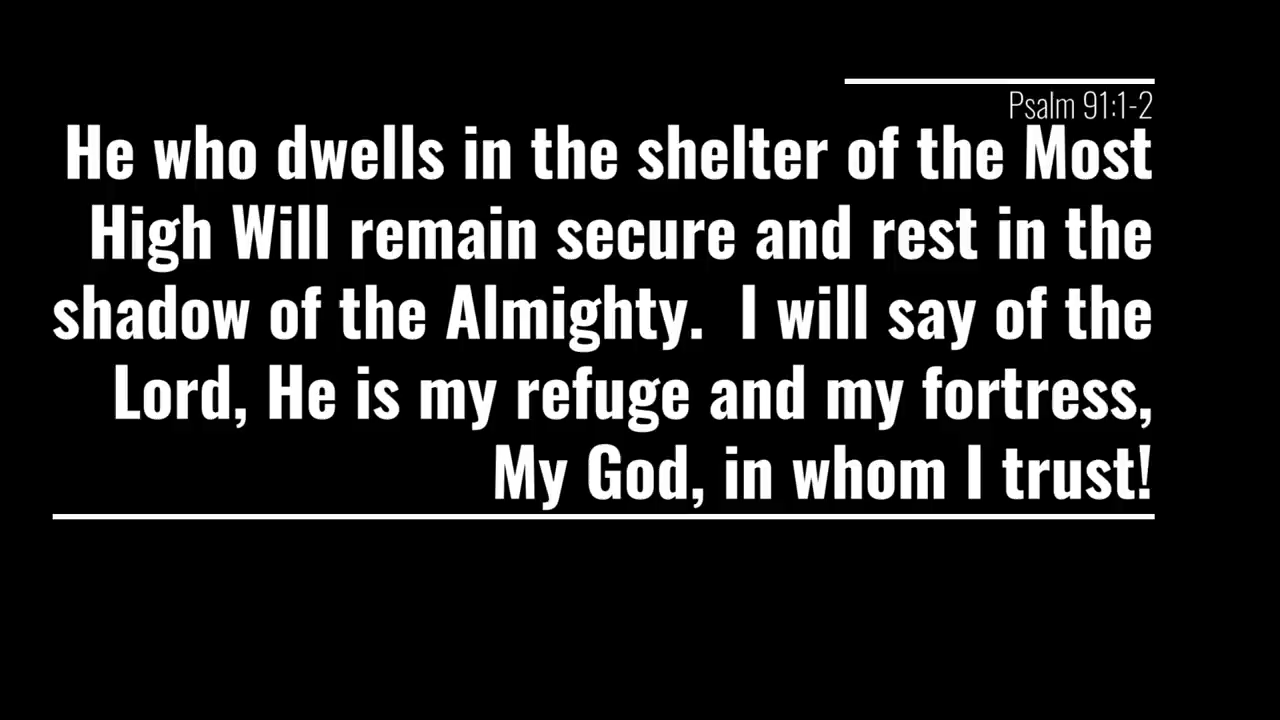 Psalm 91:1-2
He who dwells in the shelter of the Most
High Will remain secure and rest in the
shadow of the Almighty.  I will say of the
Lord, He is my refuge and my fortress,
My God, in whom I trust!